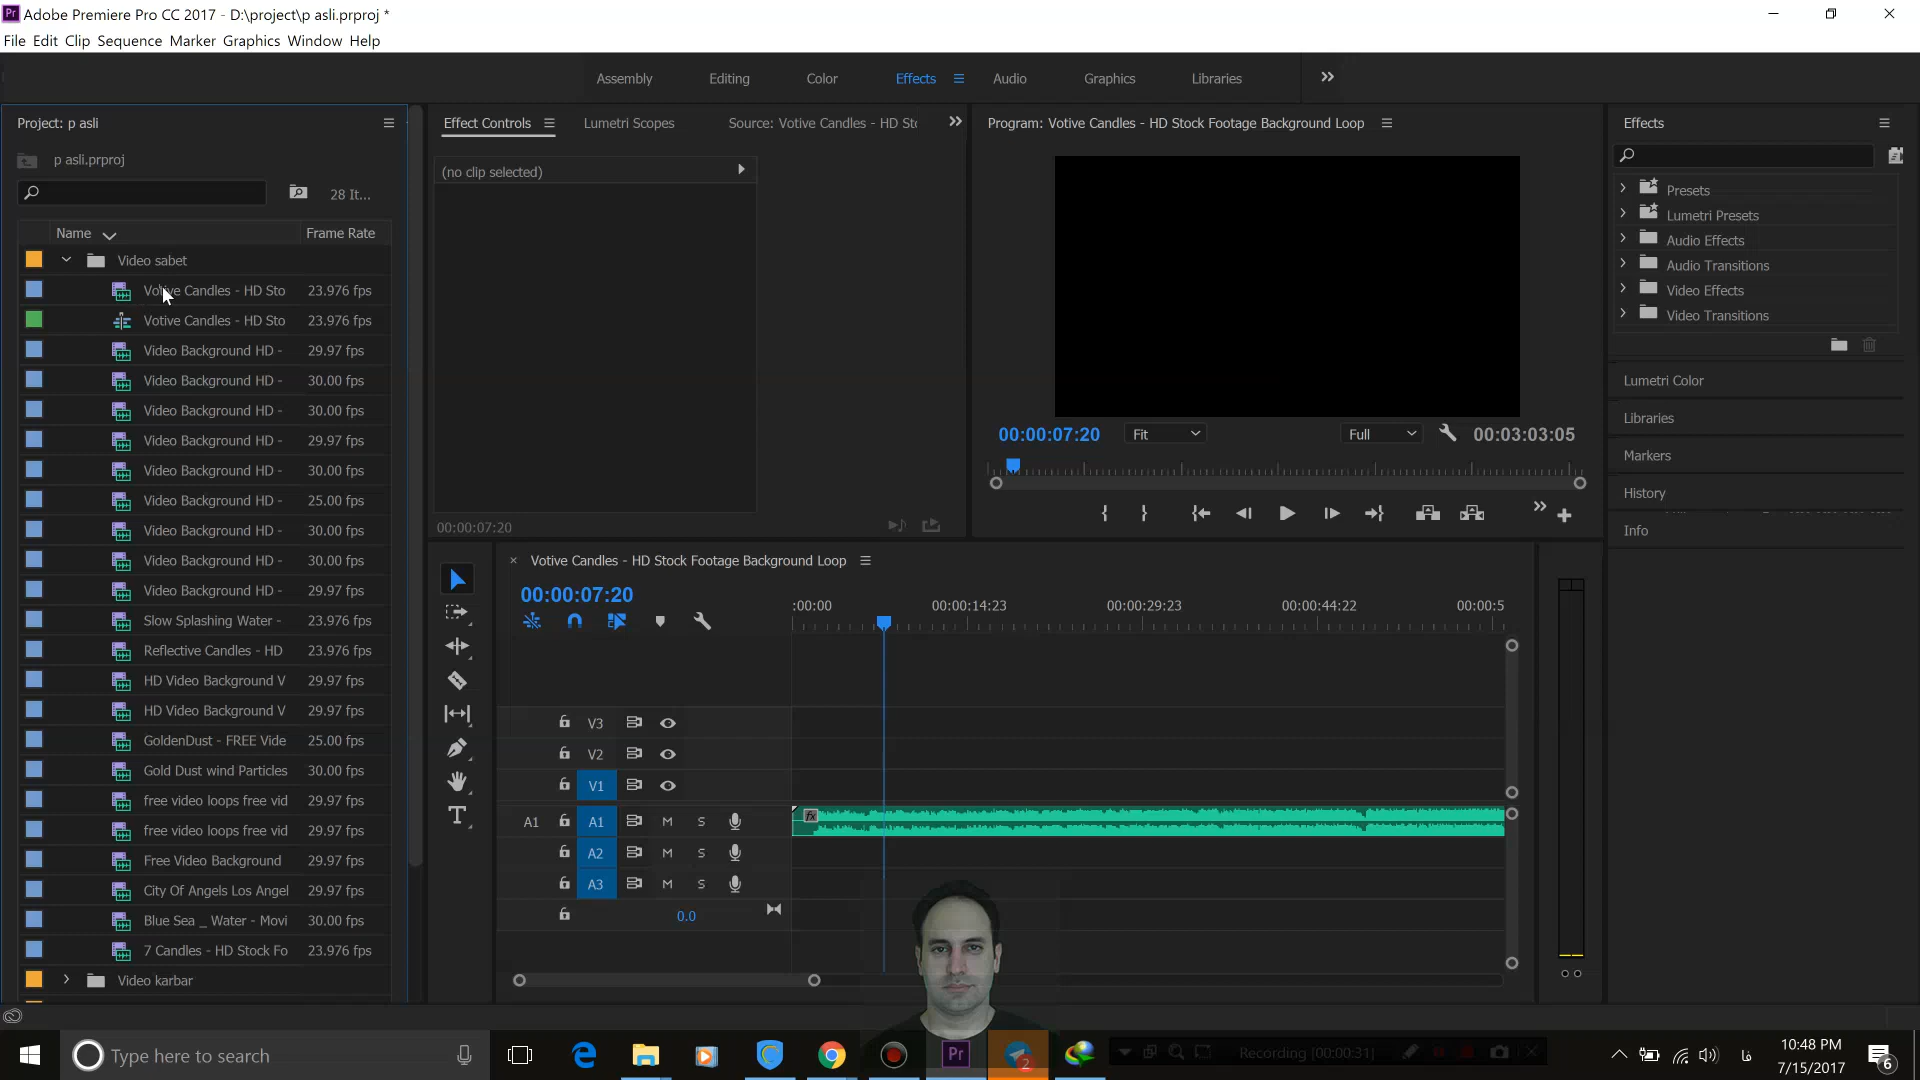 Pr Adobe Premiere Pro CC 2017 - D:\project\p asli.prproj *
File Edit Clip Sequence Marker Graphics Window Help
Assembly Editing Color Effects Audio Graphics Libraries
Project: p asli
p asli.prproj
28 It...
Name Frame Rate
Video sabet
Votive Candles - HD Sto 23.976 fps
Votive Candles - HD Sto 23.976 fps
Video Background HD - 29.97 fps
Video Background HD - 30.00 fps
Video Background HD - 30.00 fps
Video Background HD - 29.97 fps
Video Background HD - 30.00 fps
Video Background HD - 25.00 fps
Video Background HD - 30.00 fps
Video Background HD - 30.00 fps
Video Background HD - 29.97 fps
Slow Splashing Water - 23.976 fps
Reflective Candles - HD 23.976 fps
HD Video Background V 29.97 fps
HD Video Background V 29.97 fps
GoldenDust - FREE Vide 25.00 fps
Gold Dust wind Particles 30.00 fps
free video loops free vid 29.97 fps
free video loops free vid 29.97 fps
Free Video Background 29.97 fps
City Of Angels Los Angel 29.97 fps
Blue Sea _ Water - Movi 30.00 fps
7 Candles - HD Stock Fo 23.976 fps
Video karbar
Effect Controls Lumetri Scopes Source: Votive Candles - HD Sto
(no clip selected)
00:00:07:20
Program: Votive Candles - HD Stock Footage Background Loop
00:00:07:20 Fit Full 00:03:03:05
Effects
Presets
Lumetri Presets
Audio Effects
Audio Transitions
Video Effects
Video Transitions
Lumetri Color
Libraries
Markers
History
Info
× Votive Candles - HD Stock Footage Background Loop
00:00:07:20
:00:00 00:00:14:23 00:00:29:23 00:00:44:22 00:00:5
V3
V2
V1
fx
A1 A1 M S
A2 M S
A3 M S
0.0
Type here to search
Pr
2
Recording [00:00:31]
فا
10:48 PM
7/15/2017
6